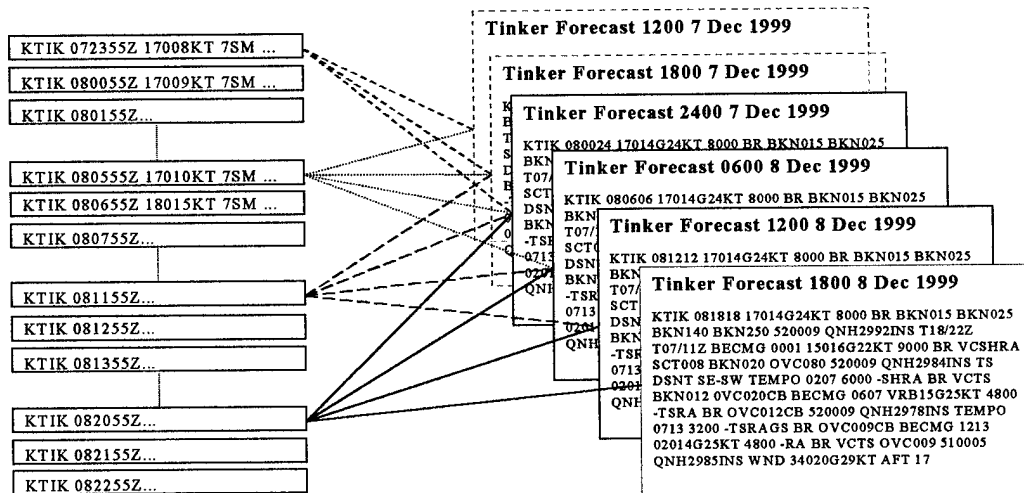 KTIK 072355Z 17008KT 7SM ...
KTIK 080055Z 17009KT 7SM ...
KTIK 080155Z...
KTIK 080555Z 17010KT 7SM ...
KTIK 080655Z 18015KT 7SM ...
KTIK 080755Z...
KTIK 081155Z...
KTIK 081255Z...
KTIK 081355Z...
KTIK 082055Z...
KTIK 082155Z...
KTIK 082255Z...
Tinker Forecast 1200 7 Dec 1999
Tinker Forecast 1800 7 Dec 1999
Tinker Forecast 2400 7 Dec 1999
KTIK 080024 17014G24KT 8000 BR BKN015 BKN025
Tinker Forecast 0600 8 Dec 1999
KTIK 080606 17014G24KT 8000 BR BKN015 BKN025
Tinker Forecast 1200 8 Dec 1999
KTIK 081212 17014G24KT 8000 BR BKN015 BKN025
Tinker Forecast 1800 8 Dec 1999
KTIK 081818 17014G24KT 8000 BR BKN015 BKN025
BKN140 BKN250 520009 QNH2992INS T18/22Z
T07/11Z BECMG 0001 15016G22KT 9000 BR VCSHRA
SCT008 BKN020 OVC080 520009 QNH2984INS TS
DSNT SE-SW TEMPO 0207 6000 -SHRA BR VCTS
BKN012 0VC020CB BECMG 0607 VRB15G25KT 4800
-TSRA BR OVC012CB 520009 QNH2978INS TEMPO
0713 3200 -TSRAGS BR OVC009CB BECMG 1213
02014G25KT 4800 -RA BR VCTS OVC009 510005
QNH2985INS WND 34020G29KT AFT 17